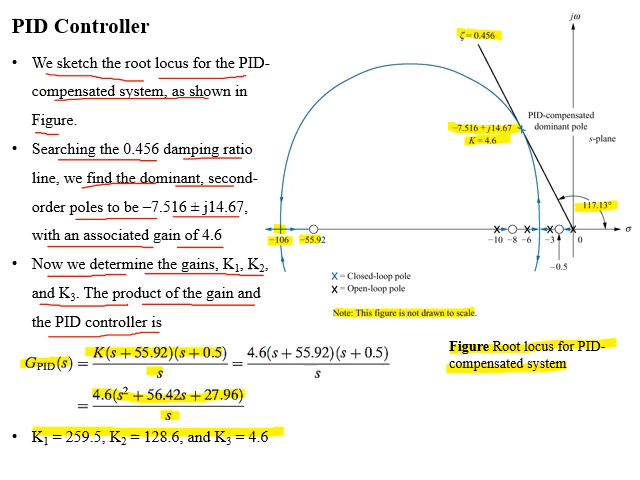 PID Controller
• We sketch the root locus for the PID-
compensated system, as shown in
Figure.
• Searching the 0.456 damping ratio
line, we find the dominant, second-
order poles to be −7.516 ± j14.67,
with an associated gain of 4.6
• Now we determine the gains, K₁, K₂,
and K₃. The product of the gain and
the PID controller is
G_PID(s) = K(s + 55.92)(s + 0.5) / s = 4.6(s + 55.92)(s + 0.5) / s
= 4.6(s² + 56.42s + 27.96) / s
• K₁ = 259.5, K₂ = 128.6, and K₃ = 4.6
jω
ζ = 0.456
PID-compensated
dominant pole
−7.516 + j14.67
K = 4.6
s-plane
117.13°
σ
−106 −55.92 −10 −8 −6 −3 0
−0.5
X = Closed-loop pole
X = Open-loop pole
Note: This figure is not drawn to scale.
Figure Root locus for PID-
compensated system